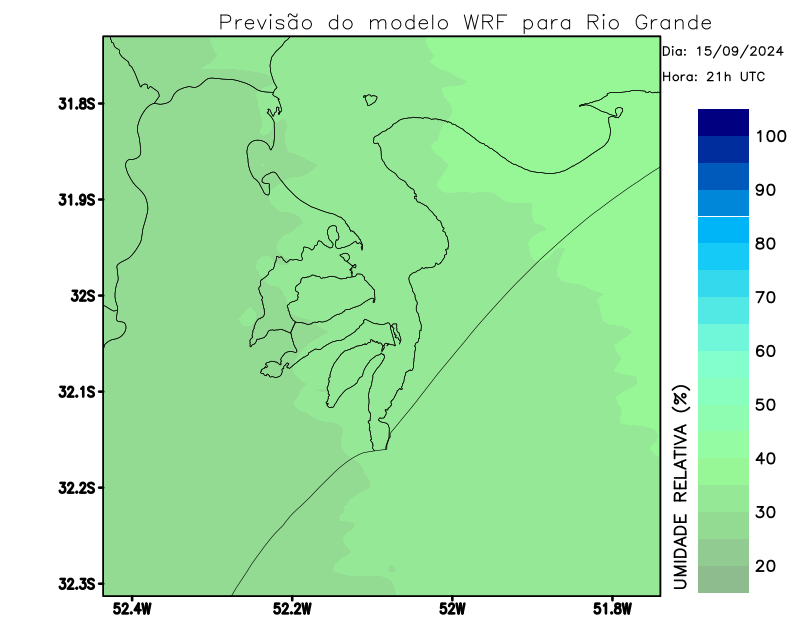 Previsão do modelo WRF para Rio Grande
Dia: 15/09/2024
Hora: 21h UTC
31.8S
31.9S
32S
32.1S
32.2S
32.3S
52.4W
52.2W
52W
51.8W
UMIDADE RELATIVA (%)
100
90
80
70
60
50
40
30
20